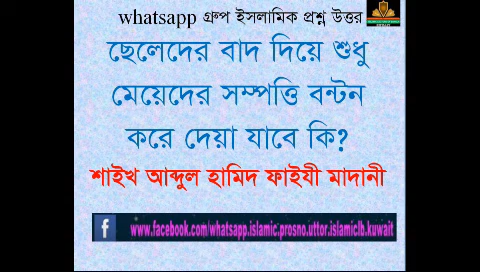 whatsapp গ্রুপ ইসলামিক প্রশ্ন উত্তর
ছেলেদের বাদ দিয়ে শুধু
মেয়েদের সম্পত্তি বন্টন
করে দেয়া যাবে কি?
শাইখ আব্দুল হামিদ ফাইযী মাদানী
f www.facebook.com/whatsapp.islamic.prosno.uttor.islamiclb.kuwait